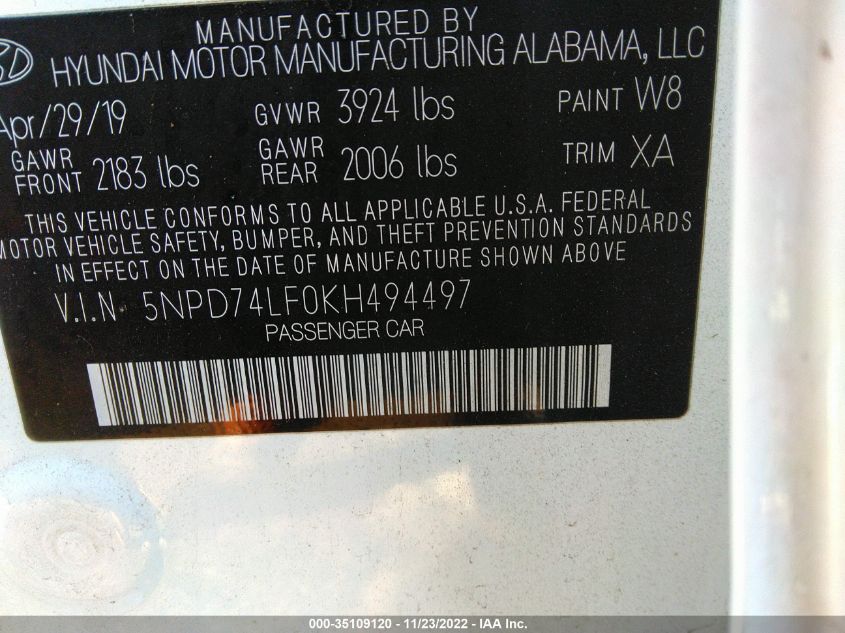 MANUFACTURED BY
HYUNDAI MOTOR MANUFACTURING ALABAMA, LLC
Apr/29/19 GVWR 3924 lbs PAINT W8
GAWR FRONT 2183 lbs GAWR REAR 2006 lbs TRIM XA
THIS VEHICLE CONFORMS TO ALL APPLICABLE U.S.A. FEDERAL
MOTOR VEHICLE SAFETY, BUMPER, AND THEFT PREVENTION STANDARDS
IN EFFECT ON THE DATE OF MANUFACTURE SHOWN ABOVE
V.I.N 5NPD74LF0KH494497
PASSENGER CAR
000-35109120 - 11/23/2022 - IAA Inc.